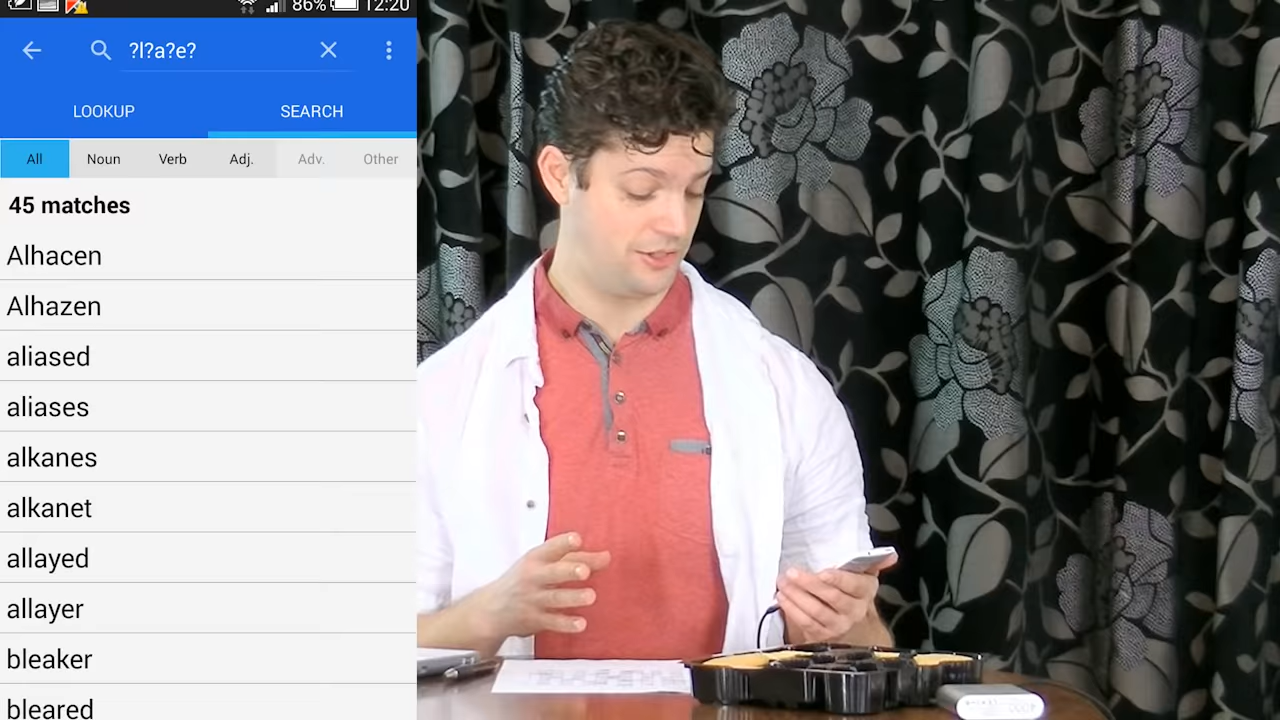 86% 12:20
?l?a?e?
LOOKUP SEARCH
All Noun Verb Adj. Adv. Other
45 matches
Alhacen
Alhazen
aliased
aliases
alkanes
alkanet
allayed
allayer
bleaker
bleared